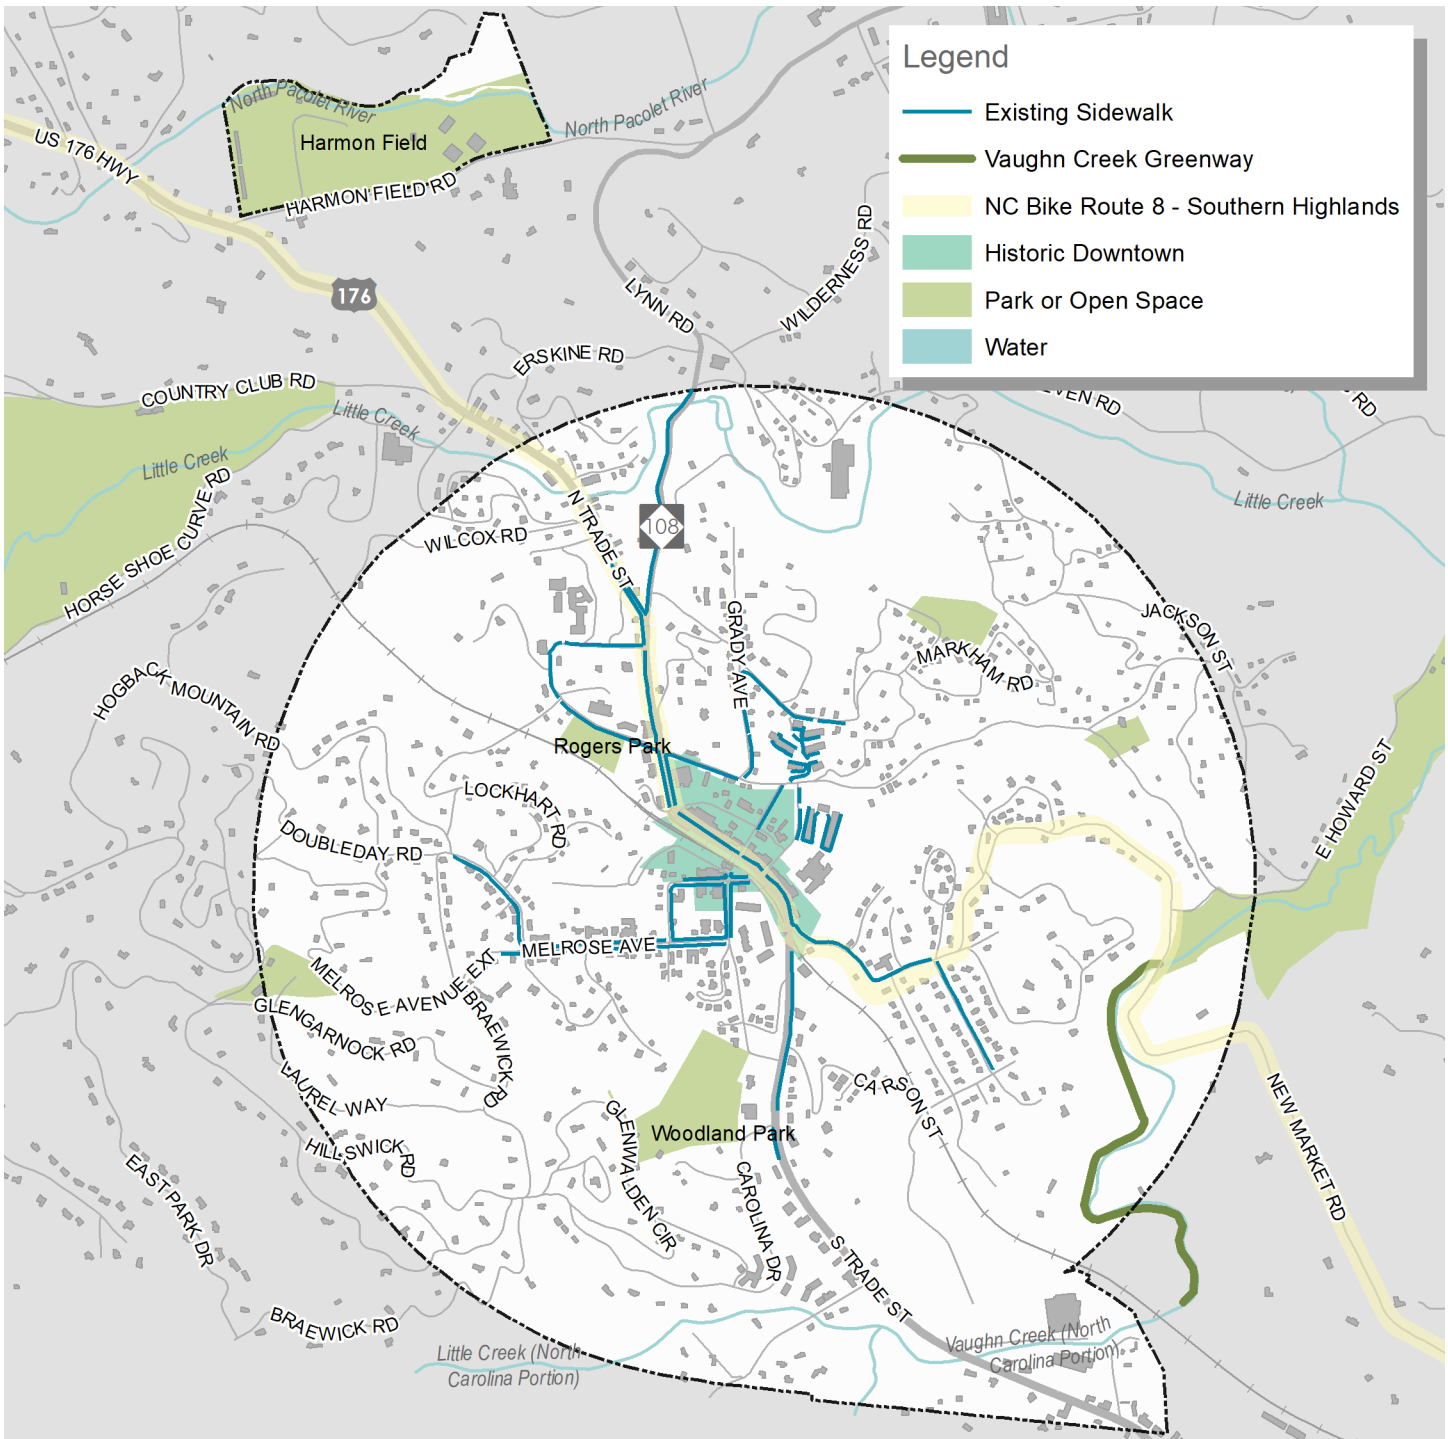 Legend
Existing Sidewalk
Vaughn Creek Greenway
NC Bike Route 8 - Southern Highlands
Historic Downtown
Park or Open Space
Water
North Pacolet River
North Pacolet River
Harmon Field
US 176 HWY
HARMON FIELD RD
176
LYNN RD
WILDERNESS RD
ERSKINE RD
COUNTRY CLUB RD
Little Creek
Little Creek
EVEN RD
RD
Little Creek
HORSE SHOE CURVE RD
WILCOX RD
N TRADE ST
108
GRADY AVE
MARKHAM RD
JACKSON ST
HOGBACK MOUNTAIN RD
Rogers Park
LOCKHART RD
DOUBLEDAY RD
E HOWARD ST
MELROSE AVE
MELROSE AVENUE EXT
GLENGARNOCK RD
BRAEWICK RD
LAUREL WAY
HILLSWICK RD
GLENWALDEN CIR
Woodland Park
CARSON ST
CAROLINA DR
NEW MARKET RD
EAST PARK DR
S TRADE ST
BRAEWICK RD
Little Creek (North
Carolina Portion)
Vaughn Creek (North
Carolina Portion)